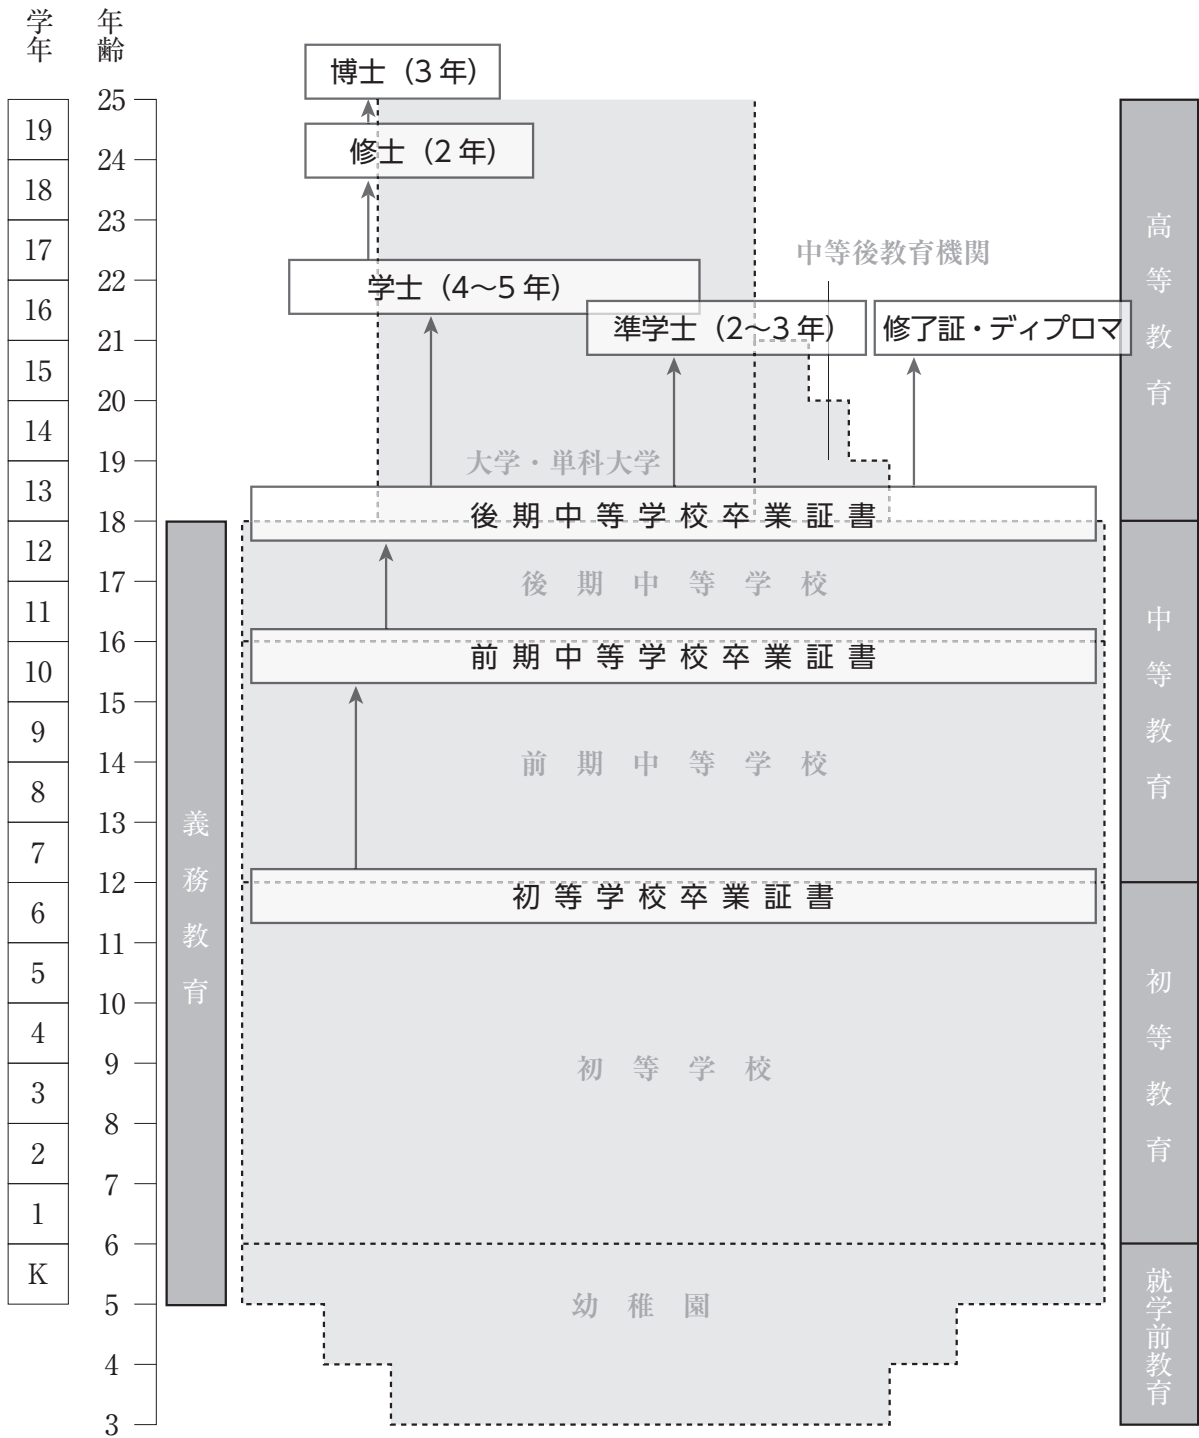 学年
年齢
博士（3 年）
25
19
修士（2 年）
24
18
23
高等教育
17
中等後教育機関
22
学士（4～5 年）
16
準学士（2～3 年）
修了証・ディプロマ
21
15
20
14
19
大学・単科大学
13
後期中等学校卒業証書
18
12
17
後期中等学校
11
中等教育
16
前期中等学校卒業証書
10
15
9
14
前期中等学校
8
13
義務教育
7
12
初等学校卒業証書
6
11
5
初等教育
10
4
9
初等学校
3
8
2
7
1
6
K
就学前教育
5
幼稚園
4
3